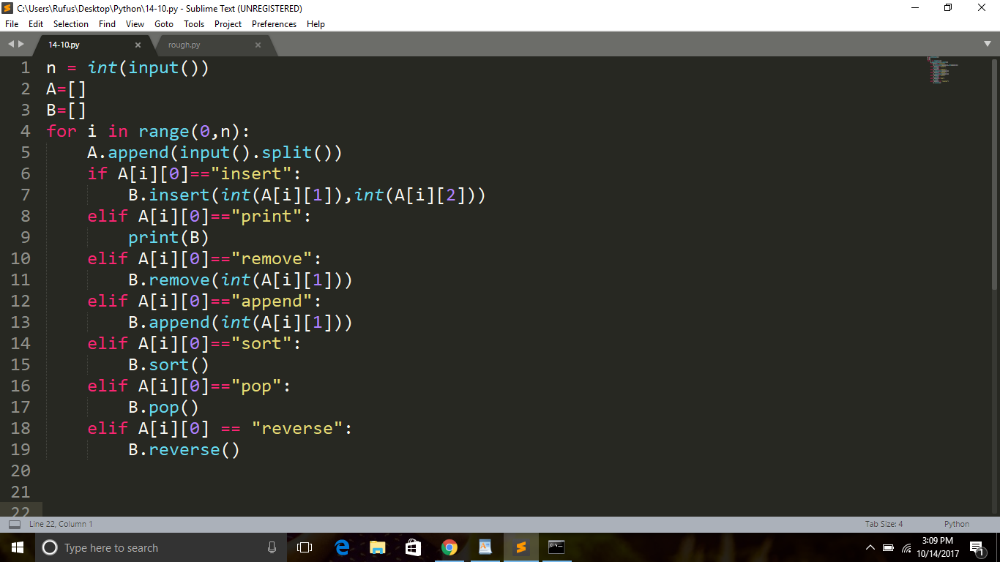 C:\Users\Rufus\Desktop\Python\14-10.py - Sublime Text (UNREGISTERED)
File Edit Selection Find View Goto Tools Project Preferences Help
14-10.py × rough.py ×
1 n = int(input())
2 A=[]
3 B=[]
4 for i in range(0,n):
5     A.append(input().split())
6     if A[i][0]=="insert":
7         B.insert(int(A[i][1]),int(A[i][2]))
8     elif A[i][0]=="print":
9         print(B)
10     elif A[i][0]=="remove":
11         B.remove(int(A[i][1]))
12     elif A[i][0]=="append":
13         B.append(int(A[i][1]))
14     elif A[i][0]=="sort":
15         B.sort()
16     elif A[i][0]=="pop":
17         B.pop()
18     elif A[i][0] == "reverse":
19         B.reverse()
20
21
22
Line 22, Column 1 Tab Size: 4 Python
Type here to search
3:09 PM
10/14/2017
1